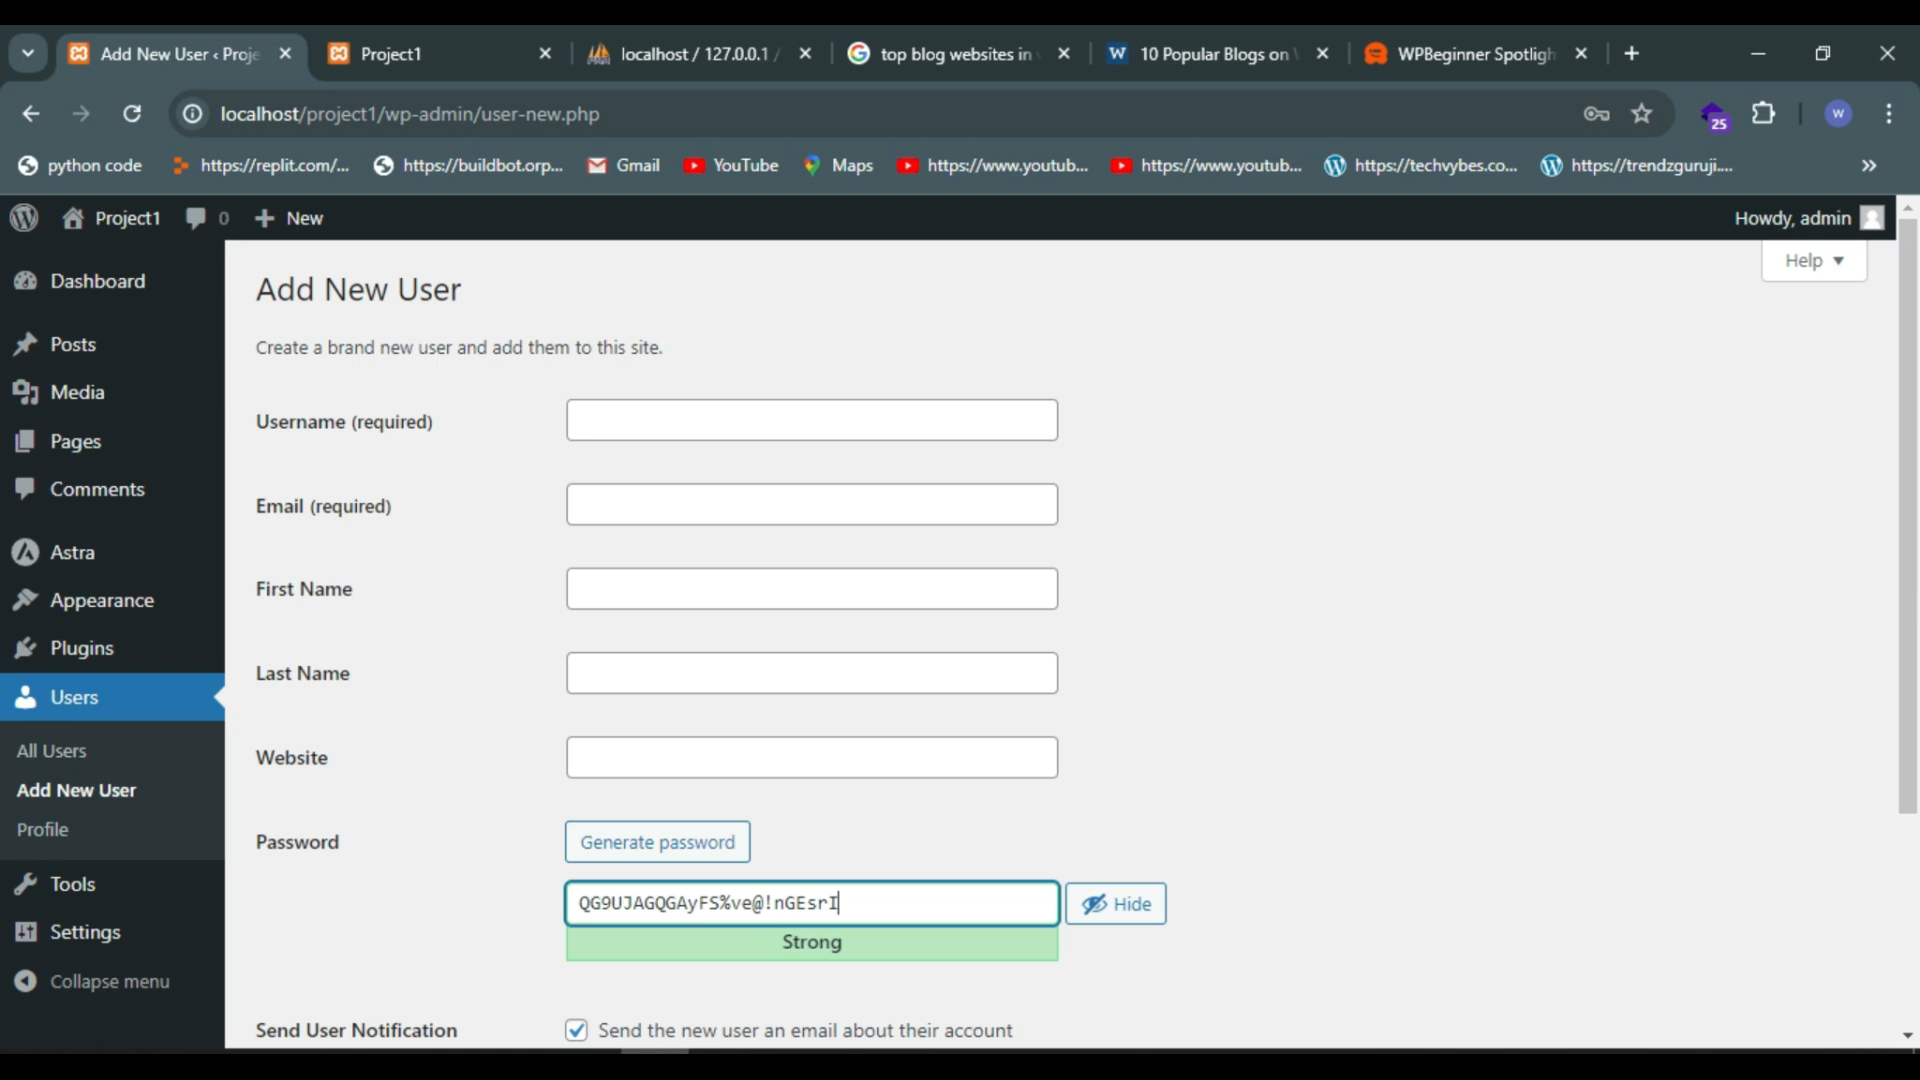 Add New User ‹ Proje
Project1
localhost / 127.0.0.1 /
top blog websites in
10 Popular Blogs on
WPBeginner Spotligh
localhost/project1/wp-admin/user-new.php
25
W
python code
https://replit.com/...
https://buildbot.orp...
Gmail
YouTube
Maps
https://www.youtub...
https://www.youtub...
https://techvybes.co...
https://trendzguruji....
Project1
0
New
Howdy, admin
Help
Dashboard
Posts
Media
Pages
Comments
Astra
Appearance
Plugins
Users
All Users
Add New User
Profile
Tools
Settings
Collapse menu
Add New User
Create a brand new user and add them to this site.
Username (required)
Email (required)
First Name
Last Name
Website
Password
Generate password
QG9UJAGQGAyFS%ve@!nGEsrI
Hide
Strong
Send User Notification
Send the new user an email about their account